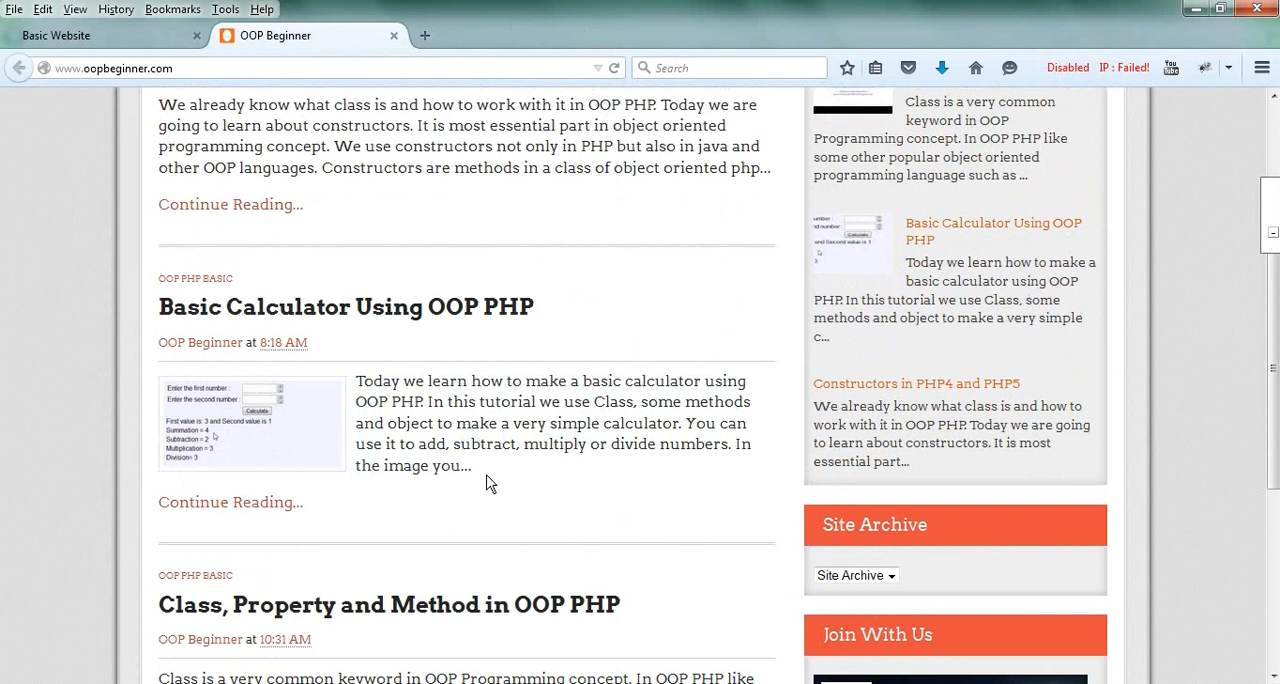 File Edit View History Bookmarks Tools Help
Basic Website
OOP Beginner
www.oopbeginner.com
Search
Disabled IP : Failed!
You Tube
We already know what class is and how to work with it in OOP PHP. Today we are
going to learn about constructors. It is most essential part in object oriented
programming concept. We use constructors not only in PHP but also in java and
other OOP languages. Constructors are methods in a class of object oriented php...
Continue Reading...
OOP PHP BASIC
Basic Calculator Using OOP PHP
OOP Beginner at 8:18 AM
Enter the first number :
Enter the second number :
Calculate
First value is: 3 and Second value is 1
Summation = 4
Subtraction = 2
Multiplication = 3
Division= 3
Today we learn how to make a basic calculator using
OOP PHP. In this tutorial we use Class, some methods
and object to make a very simple calculator. You can
use it to add, subtract, multiply or divide numbers. In
the image you...
Continue Reading...
OOP PHP BASIC
Class, Property and Method in OOP PHP
OOP Beginner at 10:31 AM
Class is a very common keyword in OOP Programming concept. In OOP PHP like
Class is a very common
keyword in OOP
Programming concept. In OOP PHP like
some other popular object oriented
programming language such as ...
umber :
nd number :
Calculate
and Second value is 1
3
Basic Calculator Using OOP
PHP
Today we learn how to make a
basic calculator using OOP
PHP. In this tutorial we use Class, some
methods and object to make a very simple
c...
Constructors in PHP4 and PHP5
We already know what class is and how to
work with it in OOP PHP. Today we are going
to learn about constructors. It is most
essential part...
Site Archive
Site Archive
Join With Us